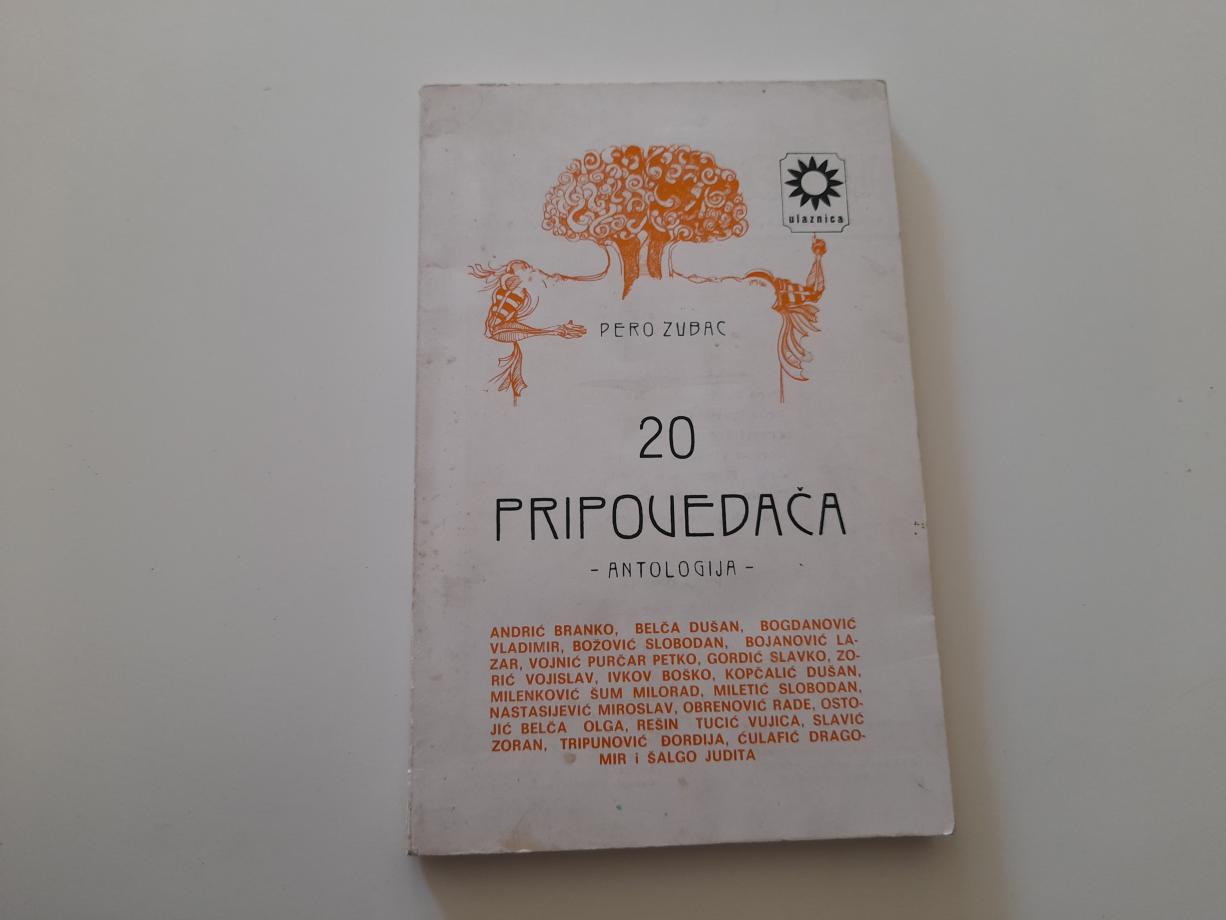 ulaznica
PERO ZUBAC
20
PRIPOVEDAČA
- ANTOLOGIJA -
ANDRIĆ BRANKO, BELČA DUŠAN, BOGDANOVIĆ
VLADIMIR, BOŽOVIĆ SLOBODAN, BOJANOVIĆ LA-
ZAR, VOJNIĆ PURČAR PETKO, GORDIĆ SLAVKO, ZO-
RIĆ VOJISLAV, IVKOV BOŠKO, KOPČALIĆ DUŠAN,
MILENKOVIĆ ŠUM MILORAD, MILETIĆ SLOBODAN,
NASTASIJEVIĆ MIROSLAV, OBRENOVIĆ RADE, OSTO-
JIĆ BELČA OLGA, REŠIN TUCIĆ VUJICA, SLAVIĆ
ZORAN, TRIPUNOVIĆ ĐORĐIJA, ĆULAFIĆ DRAGO-
MIR i ŠALGO JUDITA